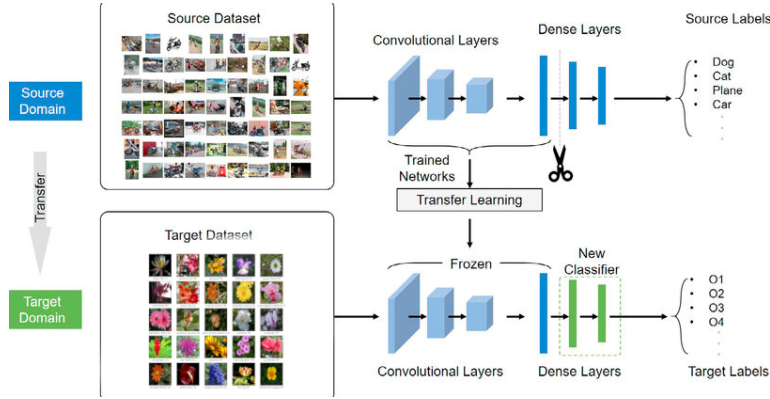 Source Dataset
Source Labels
Convolutional Layers
Dense Layers
Dog
Cat
Plane
Car
Source
Domain
Trained
Networks
Transfer
Transfer Learning
Target Dataset
Frozen
New
Classifier
Target
Domain
O1
O2
O3
O4
Convolutional Layers
Dense Layers
Target Labels